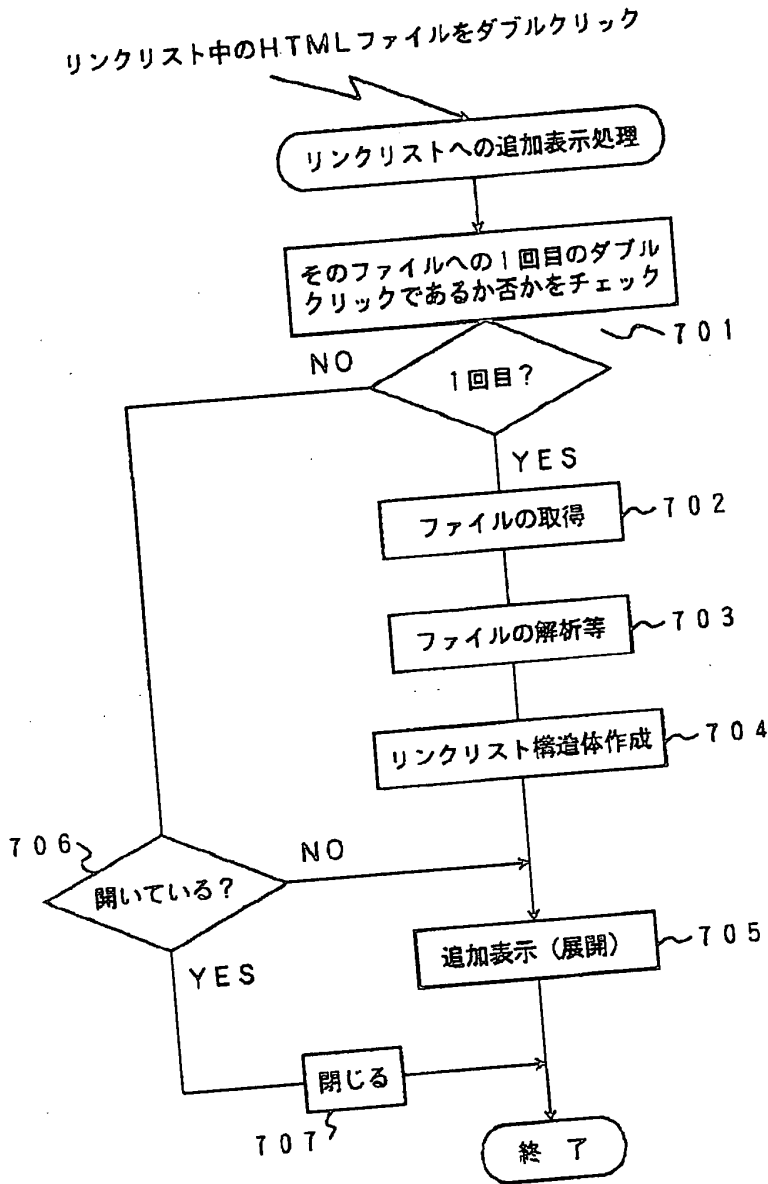 リンクリスト中のHTMLファイルをダブルクリック
リンクリストへの追加表示処理
そのファイルへの1回目のダブル
クリックであるか否かをチェック
701
NO
1回目?
YES
ファイルの取得
702
ファイルの解析等
703
リンクリスト構造体作成
704
706
NO
開いている?
追加表示(展開)
705
YES
閉じる
707
終 了